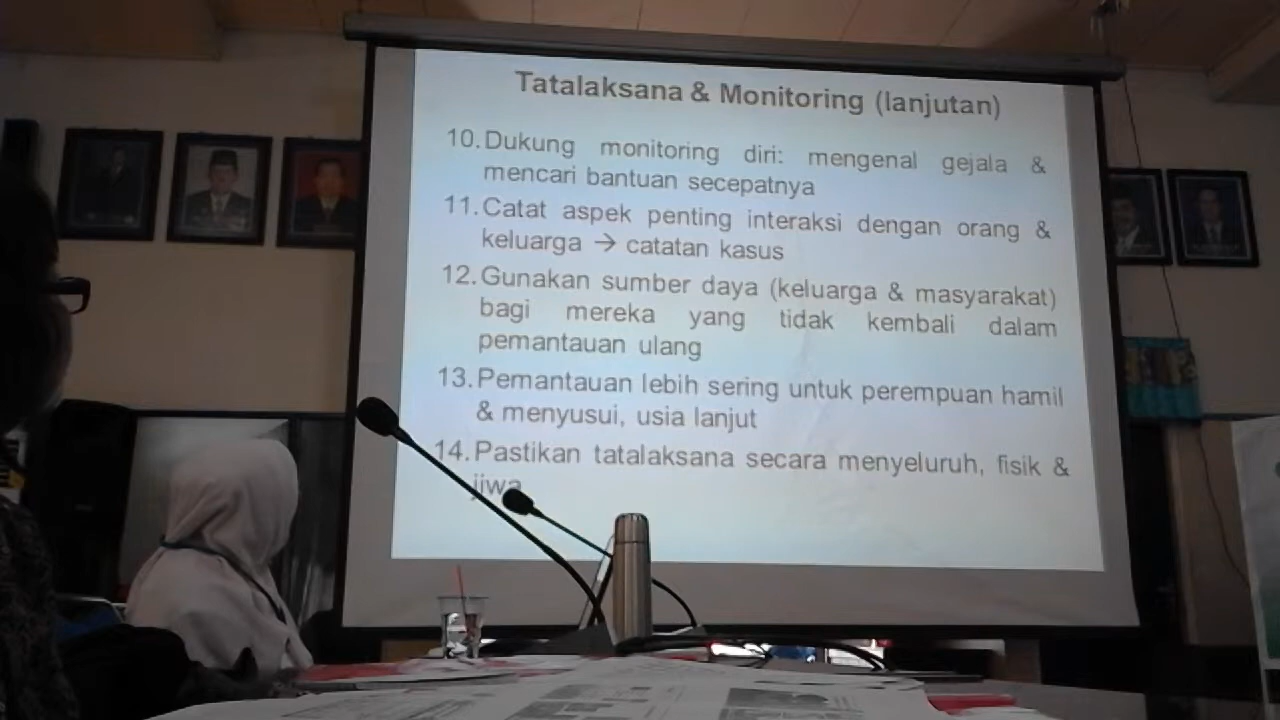 Tatalaksana & Monitoring (lanjutan)
10. Dukung monitoring diri: mengenal gejala &
mencari bantuan secepatnya
11. Catat aspek penting interaksi dengan orang &
keluarga → catatan kasus
12. Gunakan sumber daya (keluarga & masyarakat)
bagi mereka yang tidak kembali dalam
pemantauan ulang
13. Pemantauan lebih sering untuk perempuan hamil
& menyusui, usia lanjut
14. Pastikan tatalaksana secara menyeluruh, fisik &
jiwa